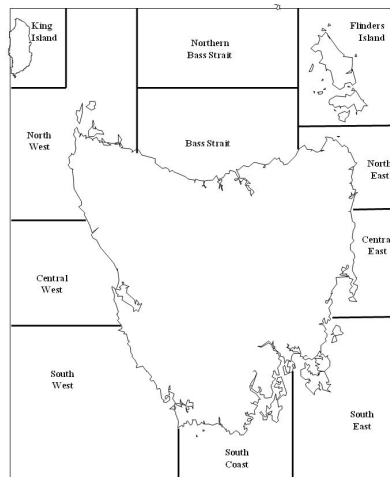 King
Island
Northern
Bass Strait
Flinders
Island
North
West
Bass Strait
North
East
Central
East
Central
West
South
West
South
East
South
Coast